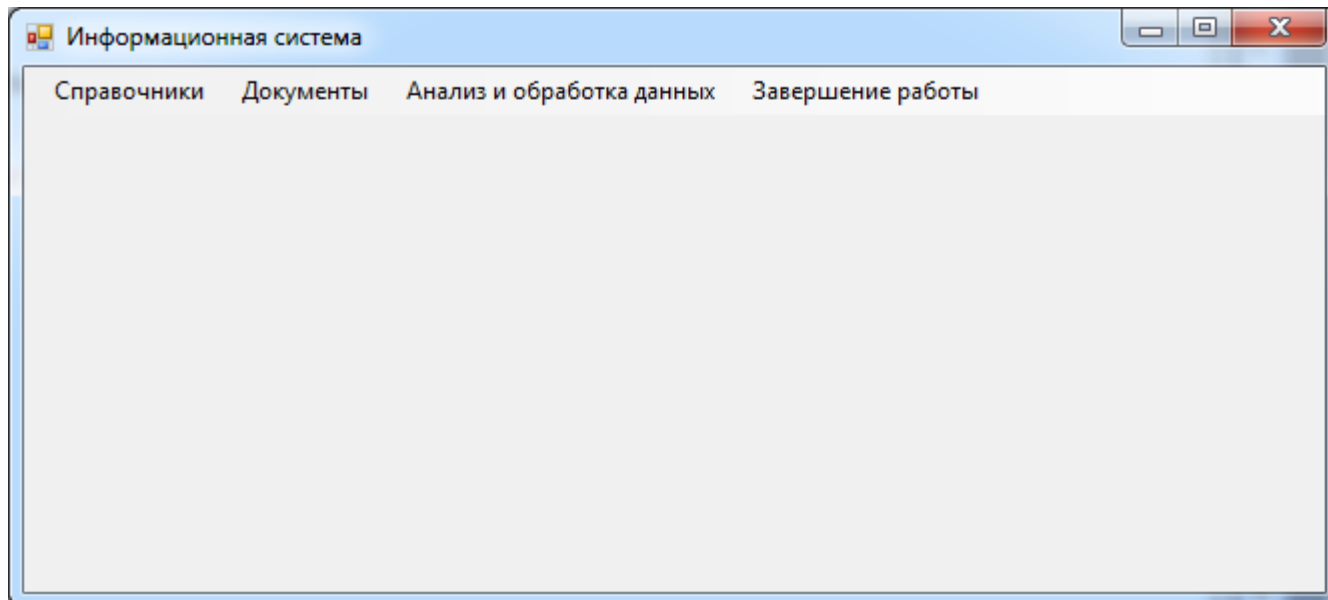 Информационная система
Справочники Документы Анализ и обработка данных Завершение работы